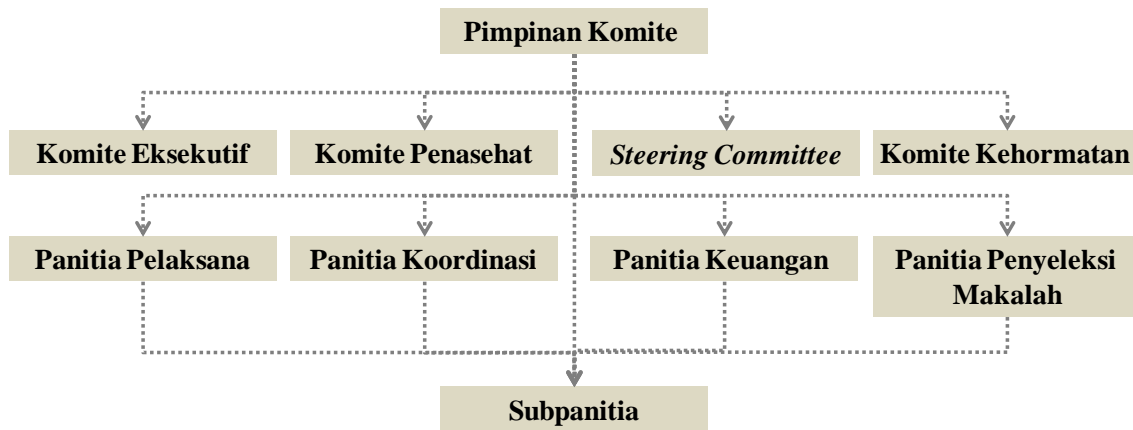 Pimpinan Komite
Komite Eksekutif
Komite Penasehat
Steering Committee
Komite Kehormatan
Panitia Pelaksana
Panitia Koordinasi
Panitia Keuangan
Panitia Penyeleksi
Makalah
Subpanitia